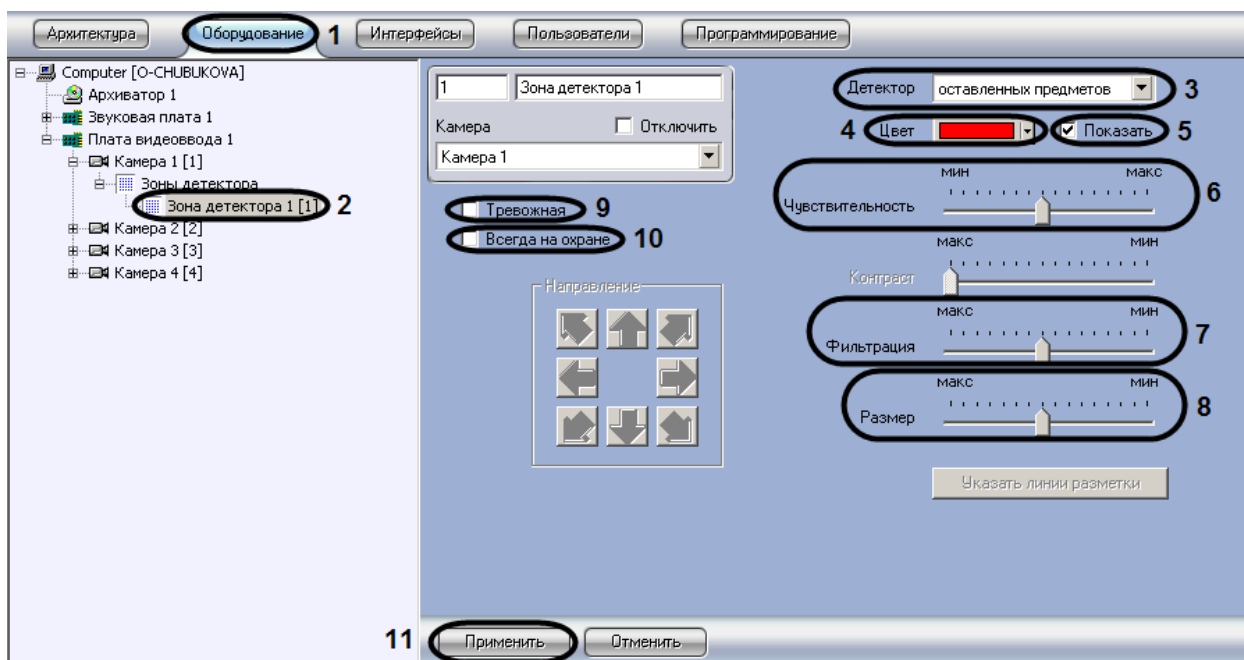 Архитектура Оборудование 1 Интерфейсы Пользователи Программирование
Computer [O-CHUBUKOVA]
Архиватор 1
Звуковая плата 1
Плата видеоввода 1
Камера 1 [1]
Зоны детектора
Зона детектора 1 [1] 2
Камера 2 [2]
Камера 3 [3]
Камера 4 [4]
1 Зона детектора 1
Камера Отключить
Камера 1
Тревожная 9
Всегда на охране 10
Направление
Детектор оставленных предметов 3
4 Цвет Показать 5
мин макс
Чувствительность 6
макс мин
Контраст
макс мин
Фильтрация 7
макс мин
Размер 8
Указать линии разметки
11 Применить Отменить